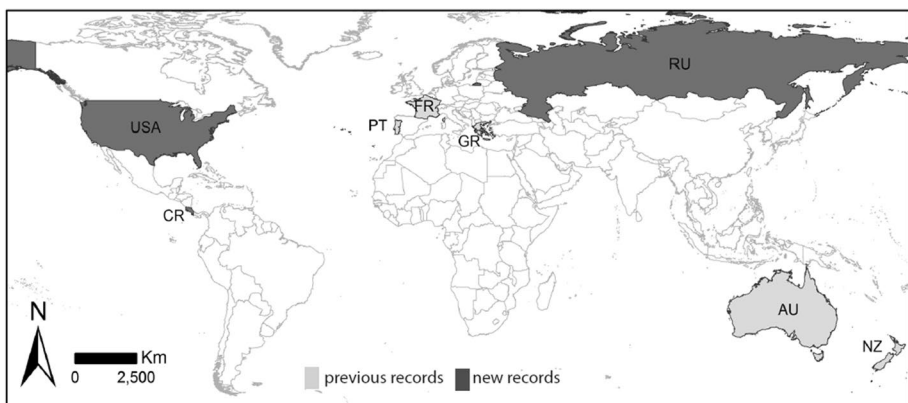 RU
FR
USA
PT
GR
CR
AU
N
NZ
Km
0 2,500
previous records new records